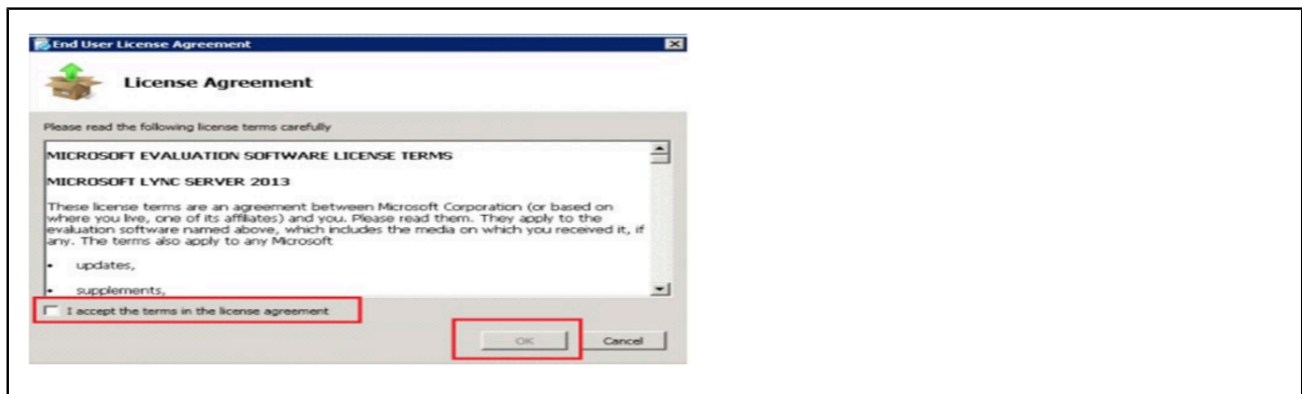 End User License Agreement
License Agreement
Please read the following license terms carefully
MICROSOFT EVALUATION SOFTWARE LICENSE TERMS
MICROSOFT LYNC SERVER 2013
These license terms are an agreement between Microsoft Corporation (or based on
where you live, one of its affiliates) and you. Please read them. They apply to the
evaluation software named above, which includes the media on which you received it, if
any. The terms also apply to any Microsoft
• updates,
• supplements,
I accept the terms in the license agreement
OK Cancel